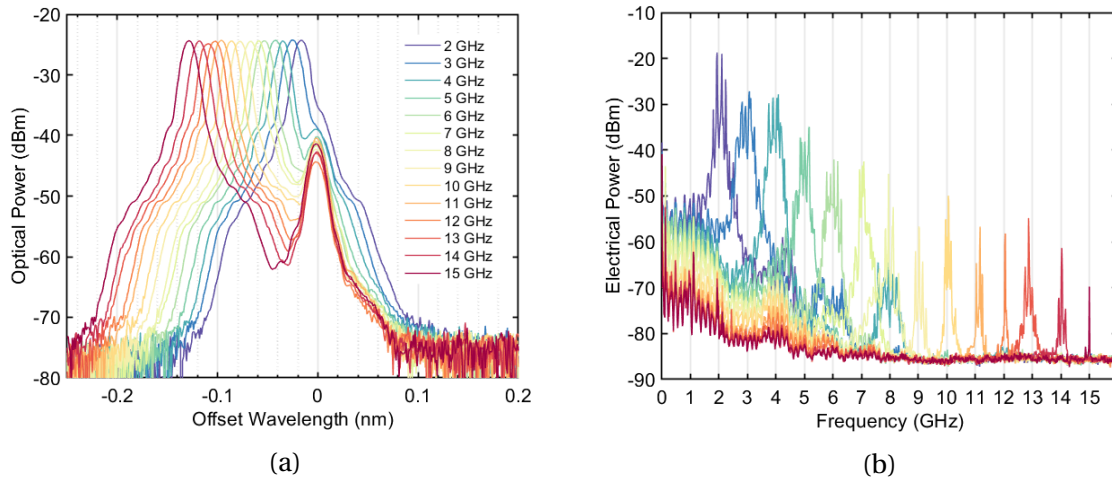 -20
-30
-40
-50
-60
-70
-80
Optical Power (dBm)
-0.2
-0.1
0
0.1
0.2
Offset Wavelength (nm)
2 GHz
3 GHz
4 GHz
5 GHz
6 GHz
7 GHz
8 GHz
9 GHz
10 GHz
11 GHz
12 GHz
13 GHz
14 GHz
15 GHz
(a)
-10
-20
-30
-40
-50
-60
-70
-80
-90
Electrical Power (dBm)
0 1 2 3 4 5 6 7 8 9 10 11 12 13 14 15
Frequency (GHz)
(b)